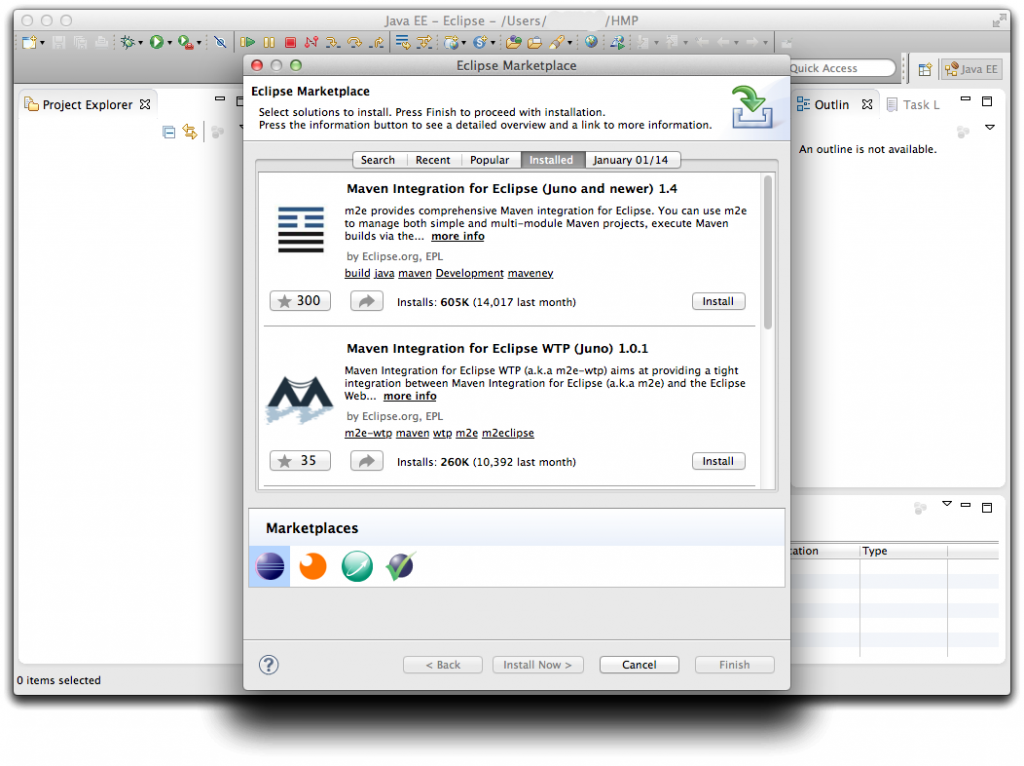 Java EE – Eclipse – /Users/ /HMP
Quick Access
Java EE
Project Explorer
Eclipse Marketplace
Eclipse Marketplace
Select solutions to install. Press Finish to proceed with installation.
Press the information button to see a detailed overview and a link to more information.
Outlin
Task L
An outline is not available.
Search Recent Popular Installed January 01/14
Maven Integration for Eclipse (Juno and newer) 1.4
m2e provides comprehensive Maven integration for Eclipse. You can use m2e
to manage both simple and multi-module Maven projects, execute Maven
builds via the... more info
by Eclipse.org, EPL
build java maven Development maveney
300 Installs: 605K (14,017 last month) Install
Maven Integration for Eclipse WTP (Juno) 1.0.1
Maven Integration for Eclipse WTP (a.k.a m2e-wtp) aims at providing a tight
integration between Maven Integration for Eclipse (a.k.a m2e) and the Eclipse
Web... more info
by Eclipse.org, EPL
m2e-wtp maven wtp m2e m2eclipse
35 Installs: 260K (10,392 last month) Install
Marketplaces
ation Type
? < Back Install Now > Cancel Finish
0 items selected